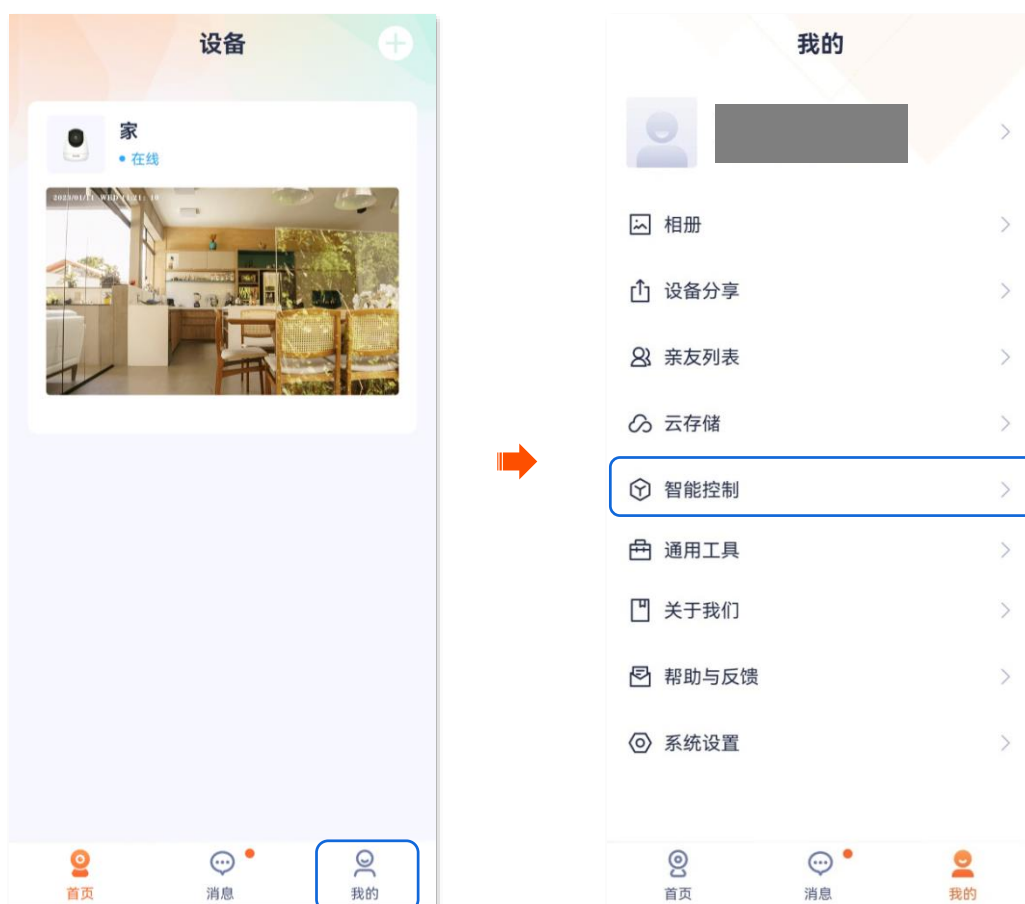 设备
家
在线
首页
消息
我的
我的
相册
设备分享
亲友列表
云存储
智能控制
通用工具
关于我们
帮助与反馈
系统设置
首页
消息
我的